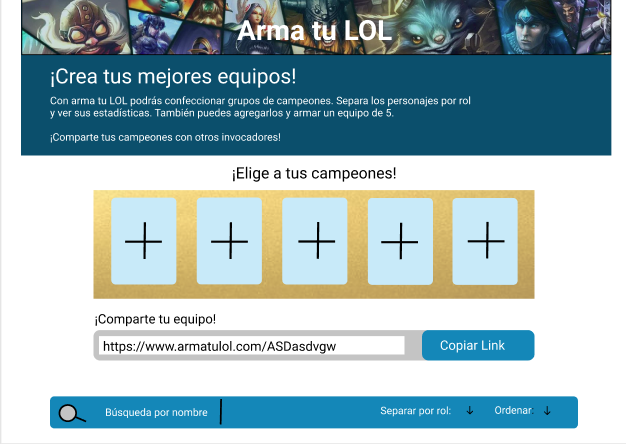 Arma tu LOL
¡Crea tus mejores equipos!
Con arma tu LOL podrás confeccionar grupos de campeones. Separa los personajes por rol
y ver sus estadísticas. También puedes agregarlos y armar un equipo de 5.
¡Comparte tus campeones con otros invocadores!
¡Elige a tus campeones!
¡Comparte tu equipo!
https://www.armatulol.com/ASDasdvgw
Copiar Link
Búsqueda por nombre
Separar por rol: ↓
Ordenar: ↓